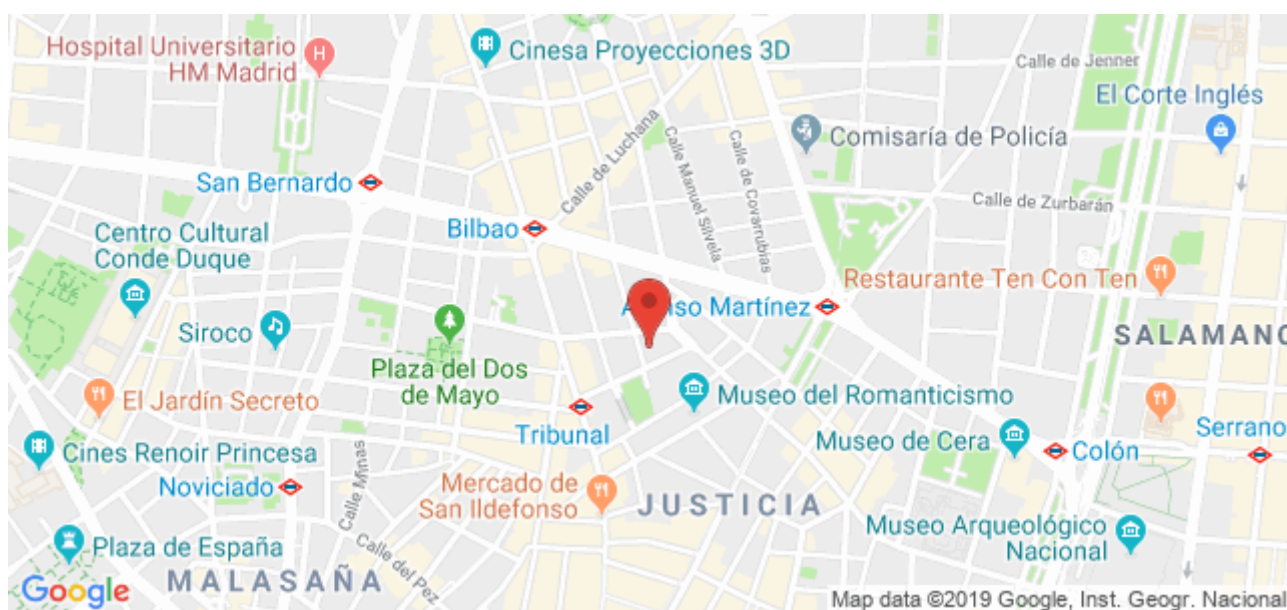 Hospital Universitario
HM Madrid
H
Cinesa Proyecciones 3D
Calle de Jenner
El Corte Inglés
Calle de Luchana
Calle Manuel Silvela
Calle de Covarrubias
Comisaría de Policía
San Bernardo
Calle de Zurbarán
Bilbao
Centro Cultural
Conde Duque
Restaurante Ten Con Ten
Martínez
Siroco
SALAMANC
Plaza del Dos
de Mayo
El Jardín Secreto
Museo del Romanticismo
Tribunal
Museo de Cera
Colón
Serrano
Cines Renoir Princesa
Noviciado
Calle Minas
Mercado de
San Ildefonso
JUSTICIA
Museo Arqueológico
Nacional
Plaza de España
Calle del Pez
MALASAÑA
Google
Map data ©2019 Google, Inst. Geogr. Nacional